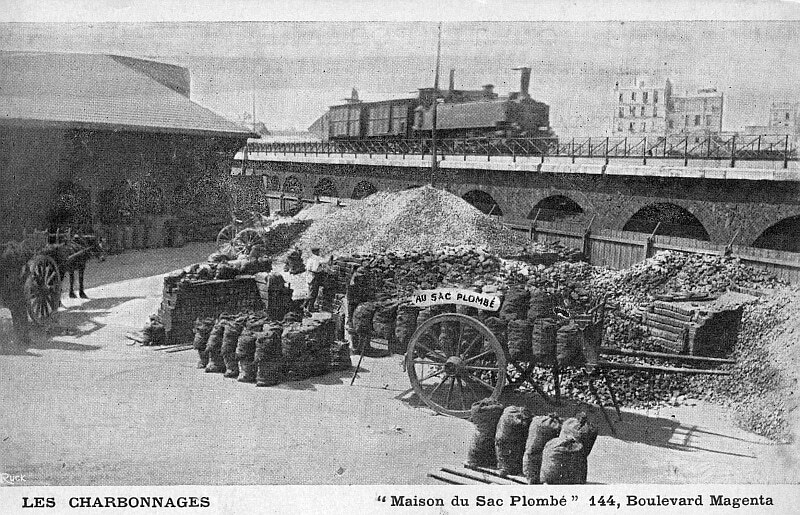 AU SAC PLOMBÉ
Ruck
LES CHARBONNAGES "Maison du Sac Plombé" 144, Boulevard Magenta